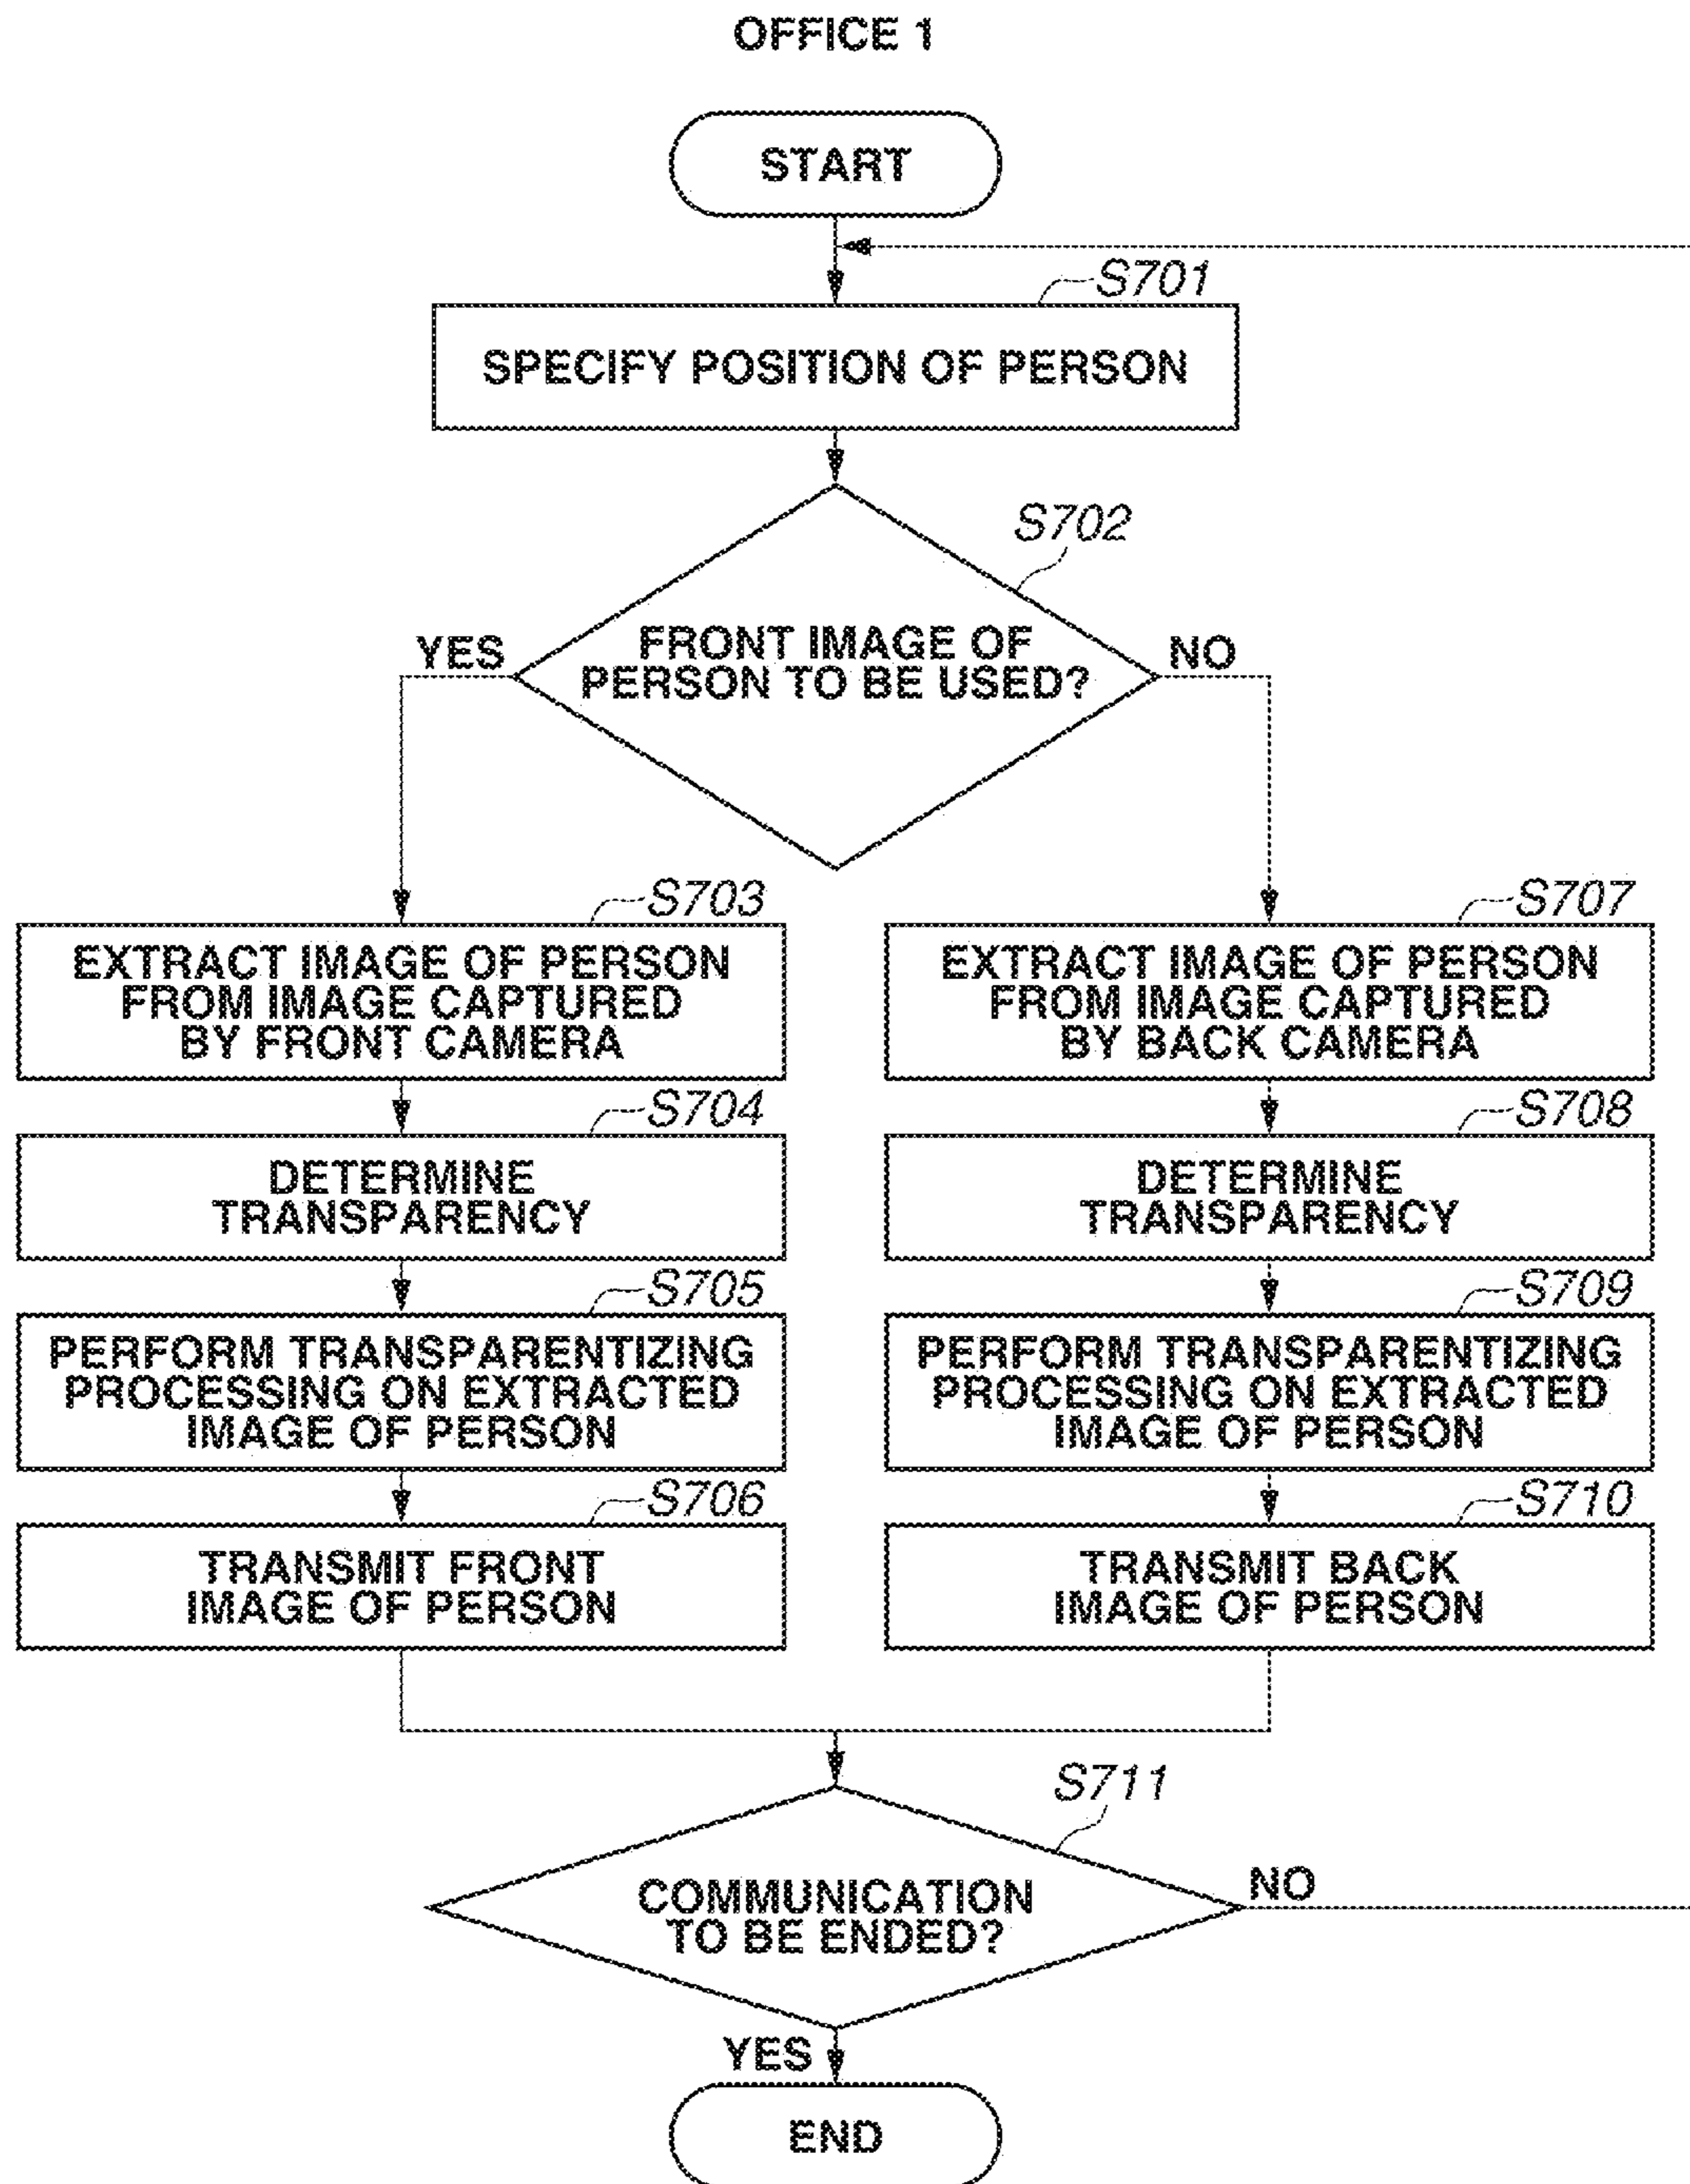 OFFICE 1
START
S701
SPECIFY POSITION OF PERSON
S702
FRONT IMAGE OF
PERSON TO BE USED?
YES
NO
S703
EXTRACT IMAGE OF PERSON
FROM IMAGE CAPTURED
BY FRONT CAMERA
S704
DETERMINE
TRANSPARENCY
S705
PERFORM TRANSPARENTIZING
PROCESSING ON EXTRACTED
IMAGE OF PERSON
S706
TRANSMIT FRONT
IMAGE OF PERSON
S707
EXTRACT IMAGE OF PERSON
FROM IMAGE CAPTURED
BY BACK CAMERA
S708
DETERMINE
TRANSPARENCY
S709
PERFORM TRANSPARENTIZING
PROCESSING ON EXTRACTED
IMAGE OF PERSON
S710
TRANSMIT BACK
IMAGE OF PERSON
S711
COMMUNICATION
TO BE ENDED?
NO
YES
END